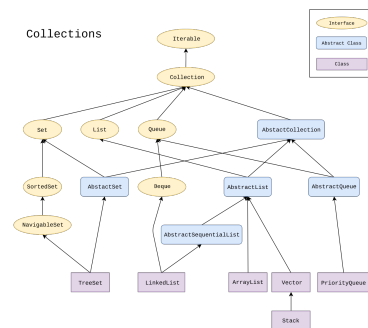 Collections
Interface
Abstract Class
Class
Iterable
Collection
Set
List
Queue
AbstactCollection
SortedSet
AbstactSet
Deque
AbstractList
AbstractQueue
NavigableSet
AbstractSequentialList
TreeSet
LinkedList
ArrayList
Vector
PriorityQueue
Stack